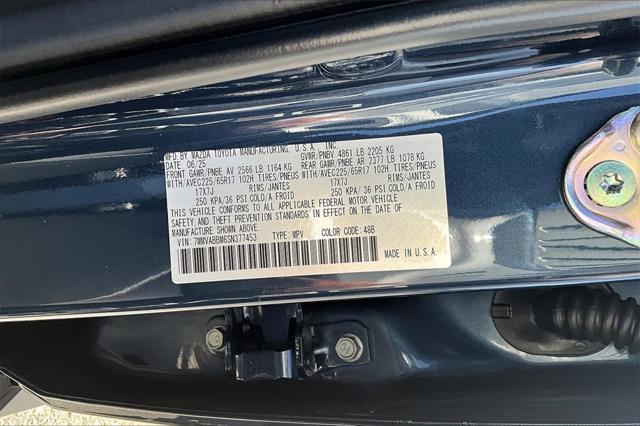 MFD.BY MAZDA TOYOTA MANUFACTURING, U.S.A., INC.
DATE 06/25 GVWR/PNBV 4861 LB 2205 KG
FRONT GAWR/PNBE AV 2566 LB 1164 KG REAR GAWR/PNBE AR 2377 LB 1078 KG
WITH/AVEC225/65R17 102H TIRES/PNEUS WITH/AVEC225/65R17 102H TIRES/PNEUS
17X7J RIMS/JANTES 17X7J RIMS/JANTES
250 KPA/36 PSI COLD/A FROID 250 KPA/ 36 PSI COLD/A FROID
THIS VEHICLE CONFORMS TO ALL APPLICABLE FEDERAL MOTOR VEHICLE
SAFETY, AND THEFT PREVENTION STANDARDS IN EFFECT ON THE DATE OF
MANUFACTURE SHOWN ABOVE.
VIN: 7MMVABBM6SN377453 TYPE: MPV COLOR CODE: 48B
MADE IN U.S.A.